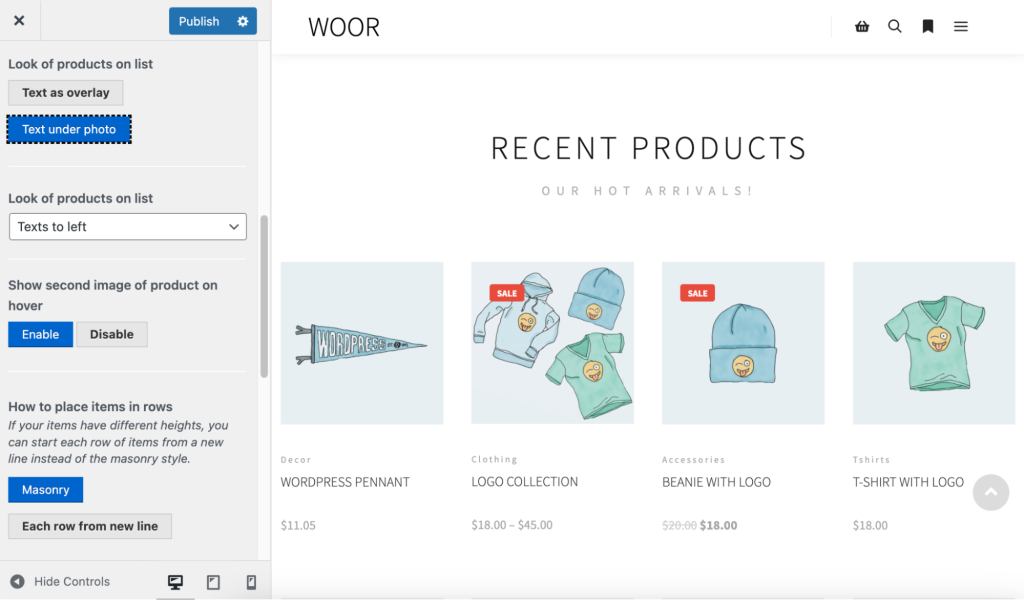 Publish
Look of products on list
Text as overlay
Text under photo
Look of products on list
Texts to left
Show second image of product on
hover
Enable
Disable
How to place items in rows
If your items have different heights, you
can start each row of items from a new
line instead of the masonry style.
Masonry
Each row from new line
Hide Controls
WOOR
RECENT PRODUCTS
OUR HOT ARRIVALS!
WORDPRESS
SALE
SALE
Decor
WORDPRESS PENNANT
$11.05
Clothing
LOGO COLLECTION
$18.00 – $45.00
Accessories
BEANIE WITH LOGO
$20.00 $18.00
Tshirts
T-SHIRT WITH LOGO
$18.00